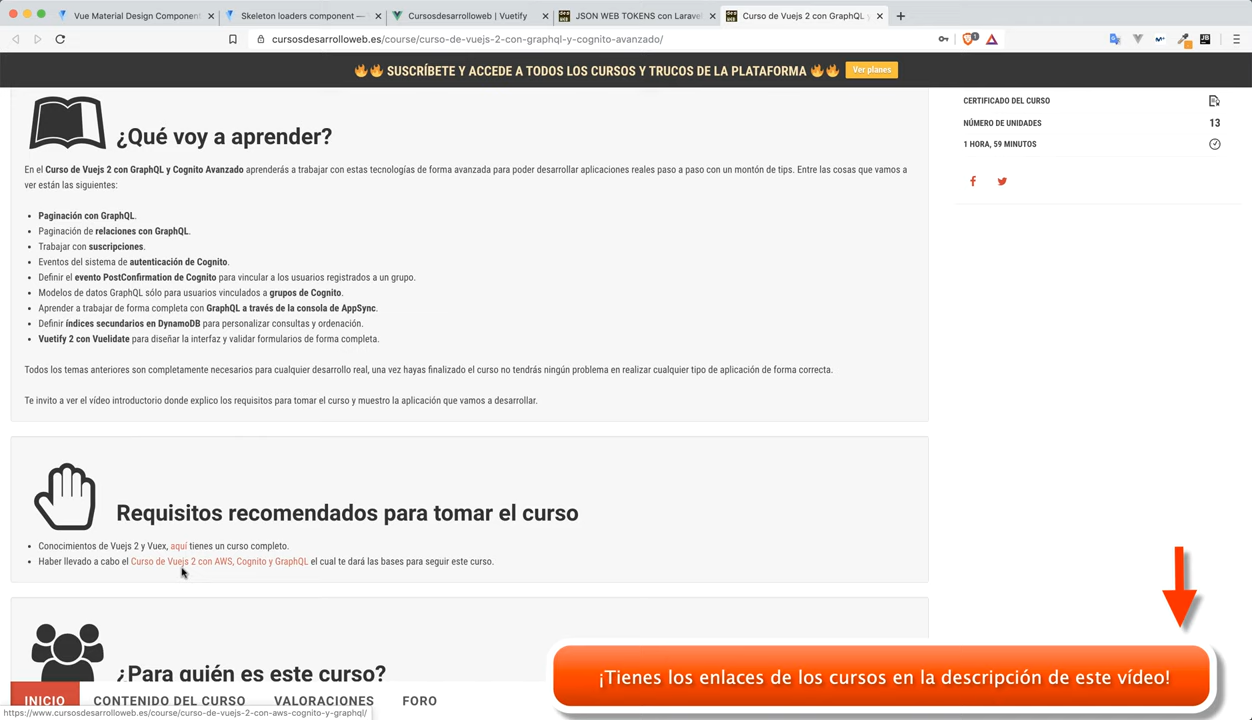 Vue Material Design Component
Skeleton loaders component —
Cursosdesarrolloweb | Vuetify
JSON WEB TOKENS con Laravel
Curso de Vuejs 2 con GraphQL y
cursosdesarrolloweb.es/course/curso-de-vuejs-2-con-graphql-y-cognito-avanzado/
SUSCRÍBETE Y ACCEDE A TODOS LOS CURSOS Y TRUCOS DE LA PLATAFORMA
Ver planes
¿Qué voy a aprender?
En el Curso de Vuejs 2 con GraphQL y Cognito Avanzado aprenderás a trabajar con estas tecnologías de forma avanzada para poder desarrollar aplicaciones reales paso a paso con un montón de tips. Entre las cosas que vamos a
ver están las siguientes:
Paginación con GraphQL.
Paginación de relaciones con GraphQL.
Trabajar con suscripciones.
Eventos del sistema de autenticación de Cognito.
Definir el evento PostConfirmation de Cognito para vincular a los usuarios registrados a un grupo.
Modelos de datos GraphQL sólo para usuarios vinculados a grupos de Cognito.
Aprender a trabajar de forma completa con GraphQL a través de la consola de AppSync.
Definir índices secundarios en DynamoDB para personalizar consultas y ordenación.
Vuetify 2 con Vuelidate para diseñar la interfaz y validar formularios de forma completa.
Todos los temas anteriores son completamente necesarios para cualquier desarrollo real, una vez hayas finalizado el curso no tendrás ningún problema en realizar cualquier tipo de aplicación de forma correcta.
Te invito a ver el vídeo introductorio donde explico los requisitos para tomar el curso y muestro la aplicación que vamos a desarrollar.
CERTIFICADO DEL CURSO
NÚMERO DE UNIDADES 13
1 HORA, 59 MINUTOS
Requisitos recomendados para tomar el curso
Conocimientos de Vuejs 2 y Vuex, aquí tienes un curso completo.
Haber llevado a cabo el Curso de Vuejs 2 con AWS, Cognito y GraphQL el cual te dará las bases para seguir este curso.
¿Para quién es este curso?
¡Tienes los enlaces de los cursos en la descripción de este vídeo!
INICIO CONTENIDO DEL CURSO VALORACIONES FORO
https://www.cursosdesarrolloweb.es/course/curso-de-vuejs-2-con-aws-cognito-y-graphql/